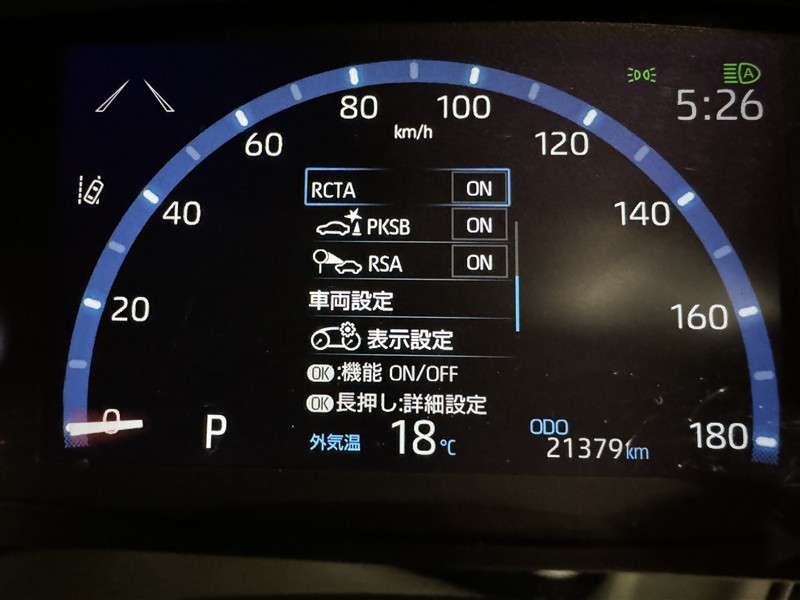 A
5:26
80
100
km/h
60
120
RCTA ON
40
140
PKSB ON
RSA ON
車両設定
20
160
表示設定
OK:機能 ON/OFF
OK長押し:詳細設定
0
P
外気温 18℃
ODO
21379km
180